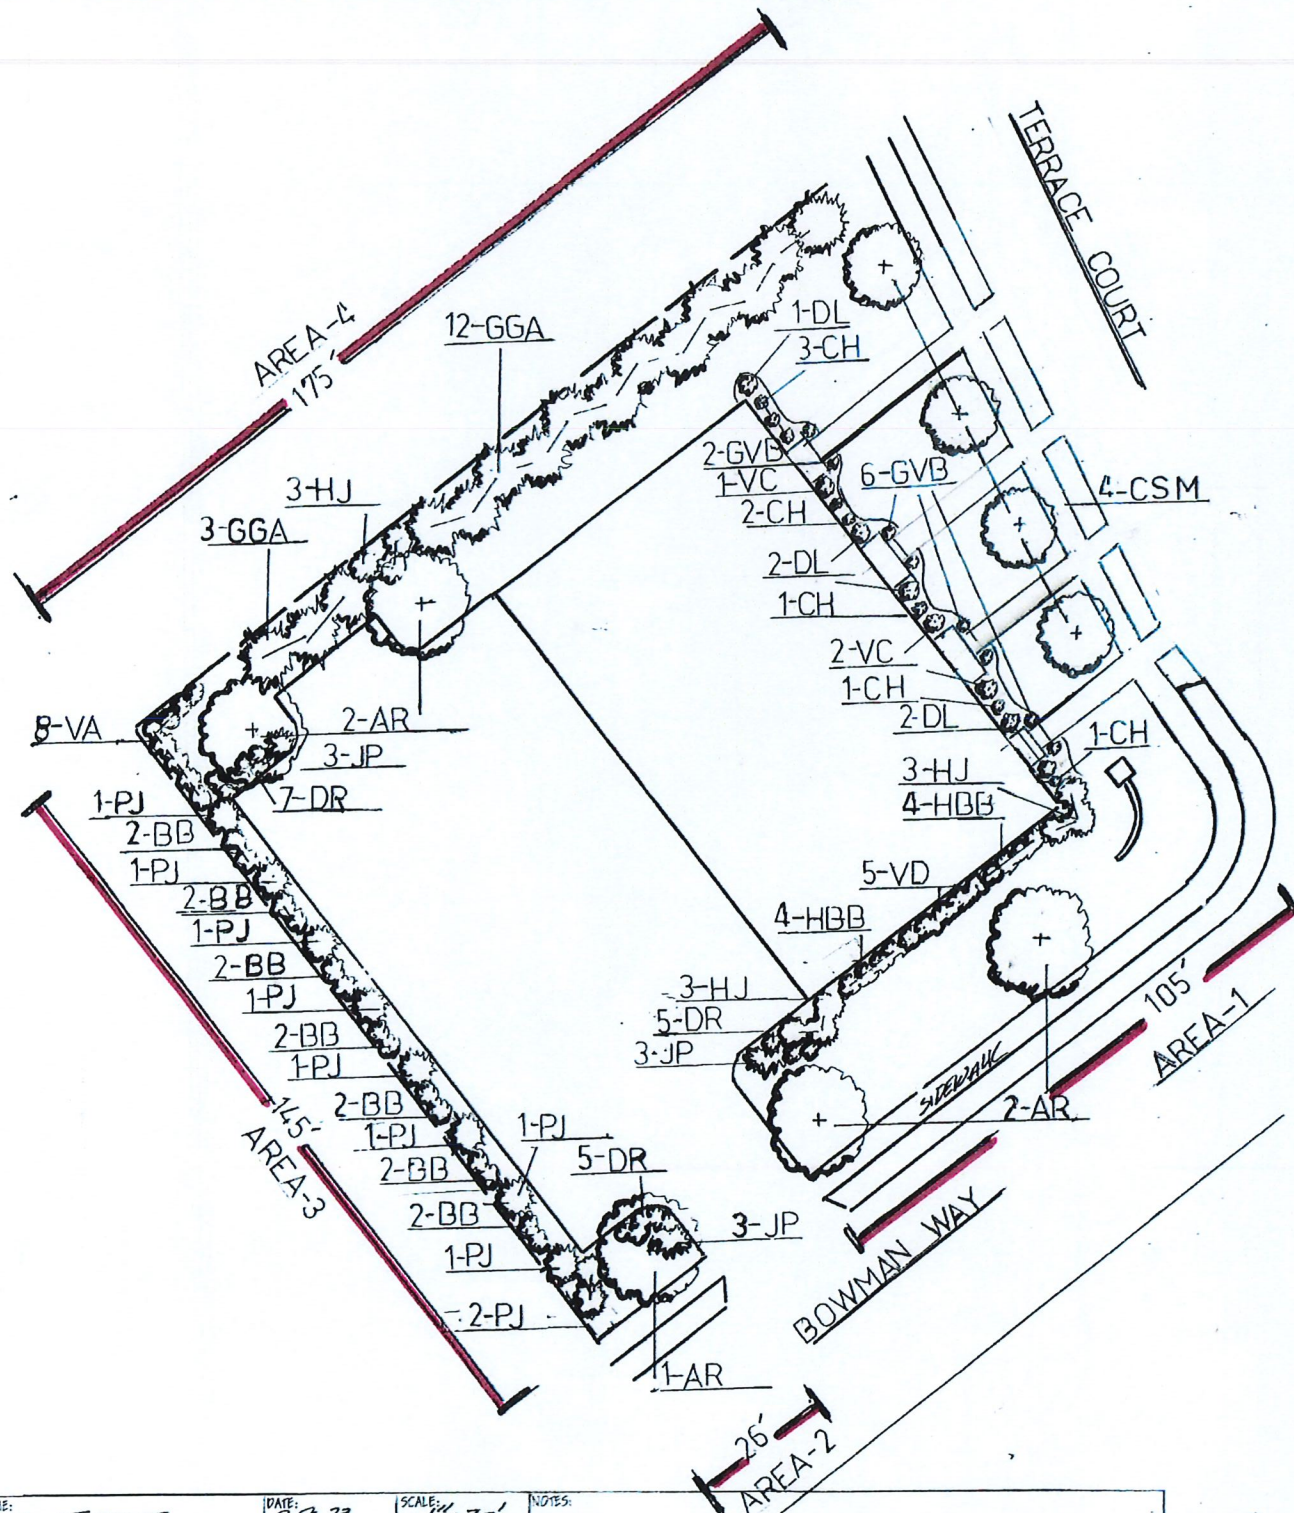 TERRACE COURT
AREA-4
175'
12-GGA
1-DL
3-CH
3-HJ
3-GGA
2-GVB
1-VC
2-CH
6-GVB
4-CSM
2-DL
1-CH
2-VC
1-CH
2-DL
1-CH
8-VA
2-AR
3-JP
7-DR
3-HJ
4-HBB
5-VD
4-HBB
1-PJ
2-BB
1-PJ
2-BB
1-PJ
2-BB
1-PJ
2-BB
1-PJ
2-BB
1-PJ
2-BB
2-BB
1-PJ
2-PJ
1-PJ
5-DR
3-JP
1-AR
3-HJ
5-DR
3-JP
SIDEWALK
2-AR
105'
AREA-1
145'
AREA-3
BOWMAN WAY
26'
AREA-2
DATE:
SCALE:
NOTES: